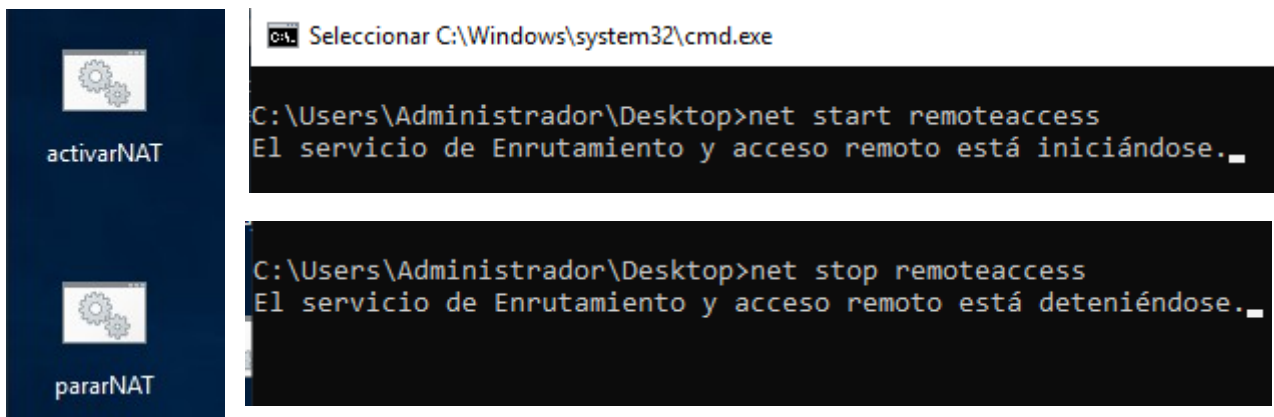 activarNAT
pararNAT
Seleccionar C:\Windows\system32\cmd.exe
C:\Users\Administrador\Desktop>net start remoteaccess
El servicio de Enrutamiento y acceso remoto está iniciándose.
C:\Users\Administrador\Desktop>net stop remoteaccess
El servicio de Enrutamiento y acceso remoto está deteniéndose.